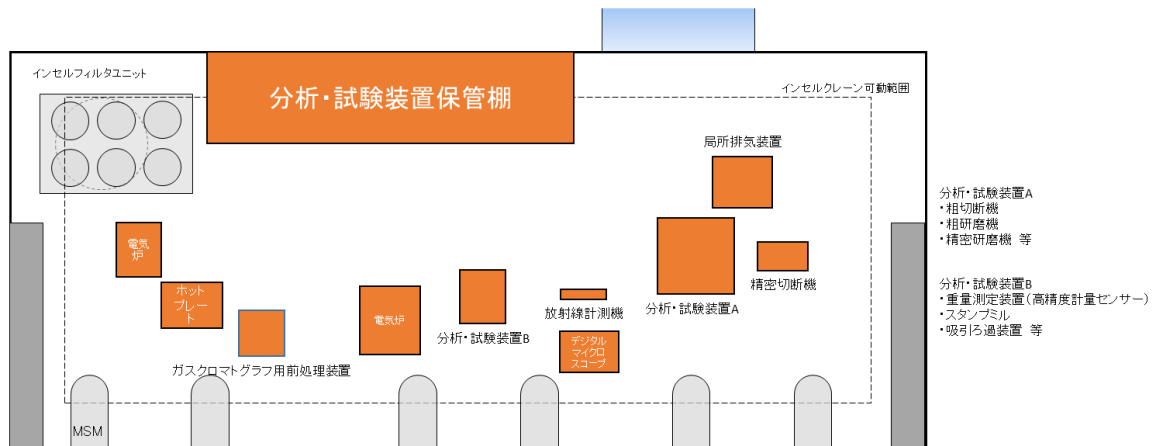 インセルフィルタユニット
分析・試験装置保管棚
インセルクレーン可動範囲
局所排気装置
電気
炉
ホット
プレー
ト
ガスクロマトグラフ用前処理装置
電気炉
分析・試験装置B
放射線計測機
デジタル
マイクロ
スコープ
分析・試験装置A
精密切断機
MSM
分析・試験装置A
・粗切断機
・粗研磨機
・精密研磨機 等
分析・試験装置B
・重量測定装置(高精度計量センサー)
・スタンプミル
・吸引ろ過装置 等